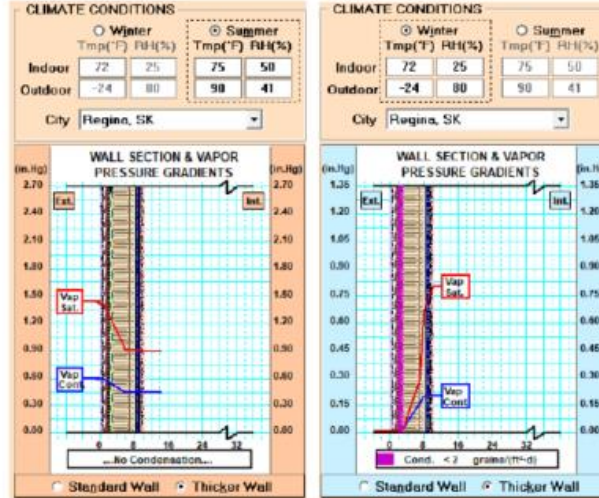 CLIMATE CONDITIONS
Winter Summer
Tmp(°F) RH(%) Tmp(°F) RH(%)
Indoor 72 25 75 50
Outdoor -24 80 90 41
City Regina, SK
WALL SECTION & VAPOR
PRESSURE GRADIENTS
(in.Hg) (in.Hg)
2.70 2.70
Ext. Int.
2.40 2.40
2.10 2.10
1.80 1.80
Vap
Sat.
1.50 1.50
1.20 1.20
0.90 0.90
Vap
Cont
0.60 0.60
0.30 0.30
0.00 0.00
0 8 16 24 32
....No Condensation....
Standard Wall Thicker Wall
CLIMATE CONDITIONS
Winter Summer
Tmp(°F) RH(%) Tmp(°F) RH(%)
Indoor 72 25 75 50
Outdoor -24 80 90 41
City Regina, SK
WALL SECTION & VAPOR
PRESSURE GRADIENTS
(in.Hg) (in.Hg)
1.35 1.35
Ext. Int.
1.20 1.20
1.05 1.05
0.90 0.90
Vap
Sat.
0.75 0.75
0.60 0.60
0.45 0.45
0.30 0.30
Vap
Cont
0.15 0.15
0.00 0.00
0 8 16 24 32
Cond. < 2 grains/(ft²-d)
Standard Wall Thicker Wall